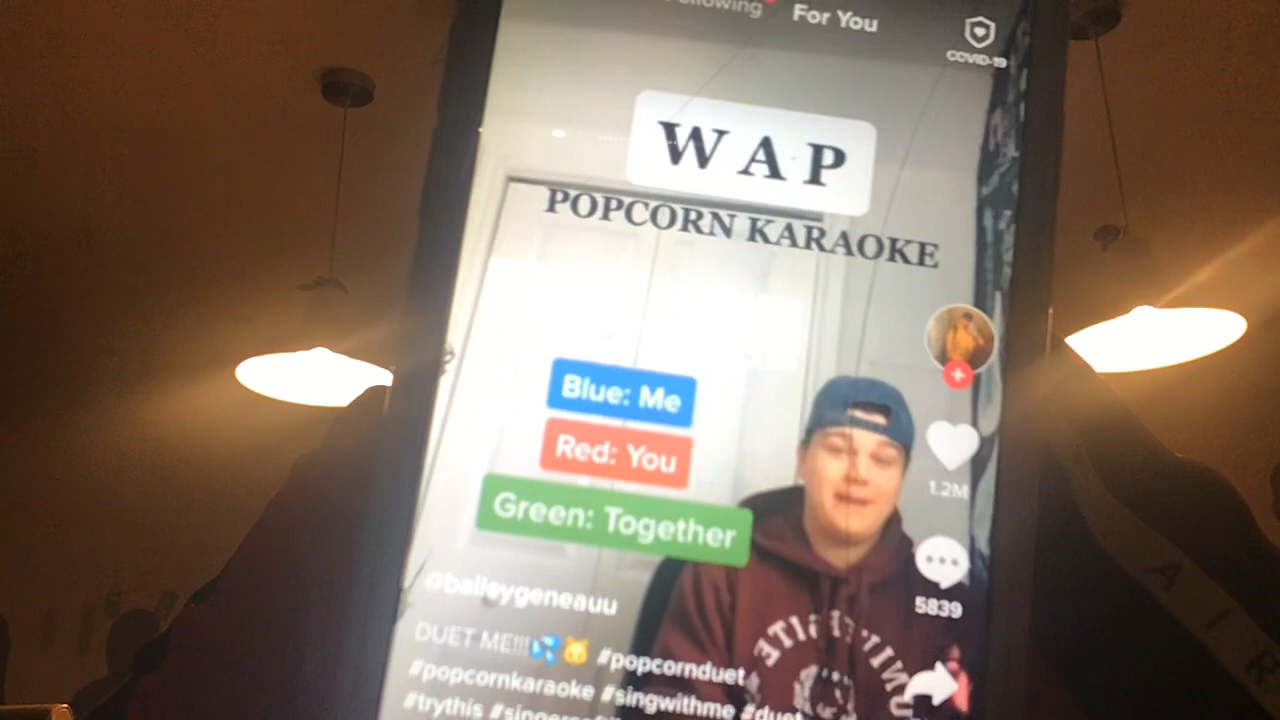 Following
For You
COVID-19
W A P
POPCORN KARAOKE
Blue: Me
Red: You
Green: Together
1.2M
5839
@baileygeneauu
DUET ME!!!💦🐱 #popcornduet
#popcornkaraoke #singwithme #duet
#trythis
UNIVERSITE